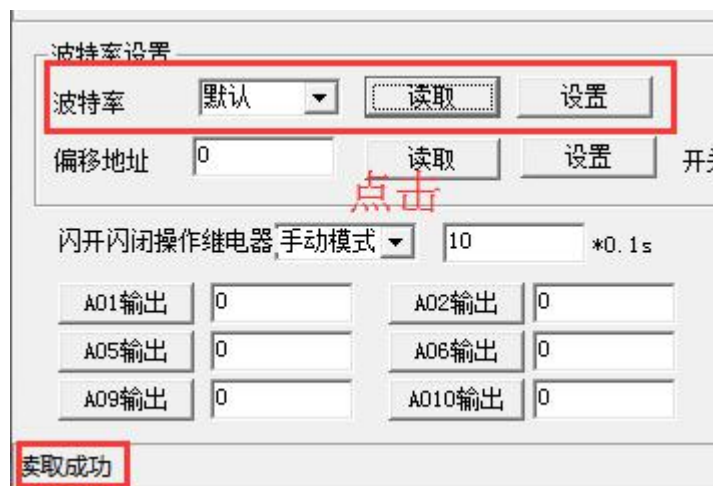 波特率设置
波特率 默认 读取 设置
偏移地址 0 读取 设置 开
点击
闪开闪闭操作继电器 手动模式 10 *0.1s
A01输出 0 A02输出 0
A05输出 0 A06输出 0
A09输出 0 A010输出 0
读取成功